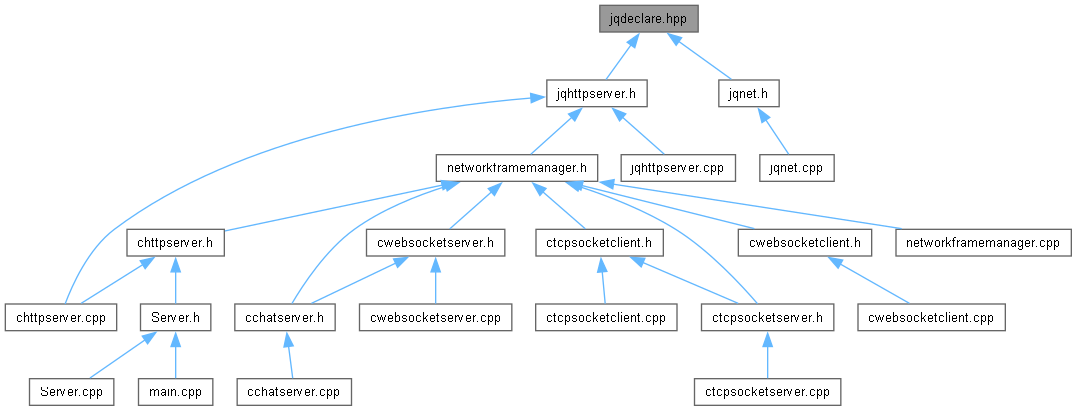 jqdeclare.hpp
jqhttpserver.h
jqnet.h
networkframemanager.h
jqhttpserver.cpp
jqnet.cpp
chttpserver.h
cwebsocketserver.h
ctcpsocketclient.h
cwebsocketclient.h
networkframemanager.cpp
chttpserver.cpp
Server.h
cchatserver.h
cwebsocketserver.cpp
ctcpsocketclient.cpp
ctcpsocketserver.h
cwebsocketclient.cpp
Server.cpp
main.cpp
cchatserver.cpp
ctcpsocketserver.cpp